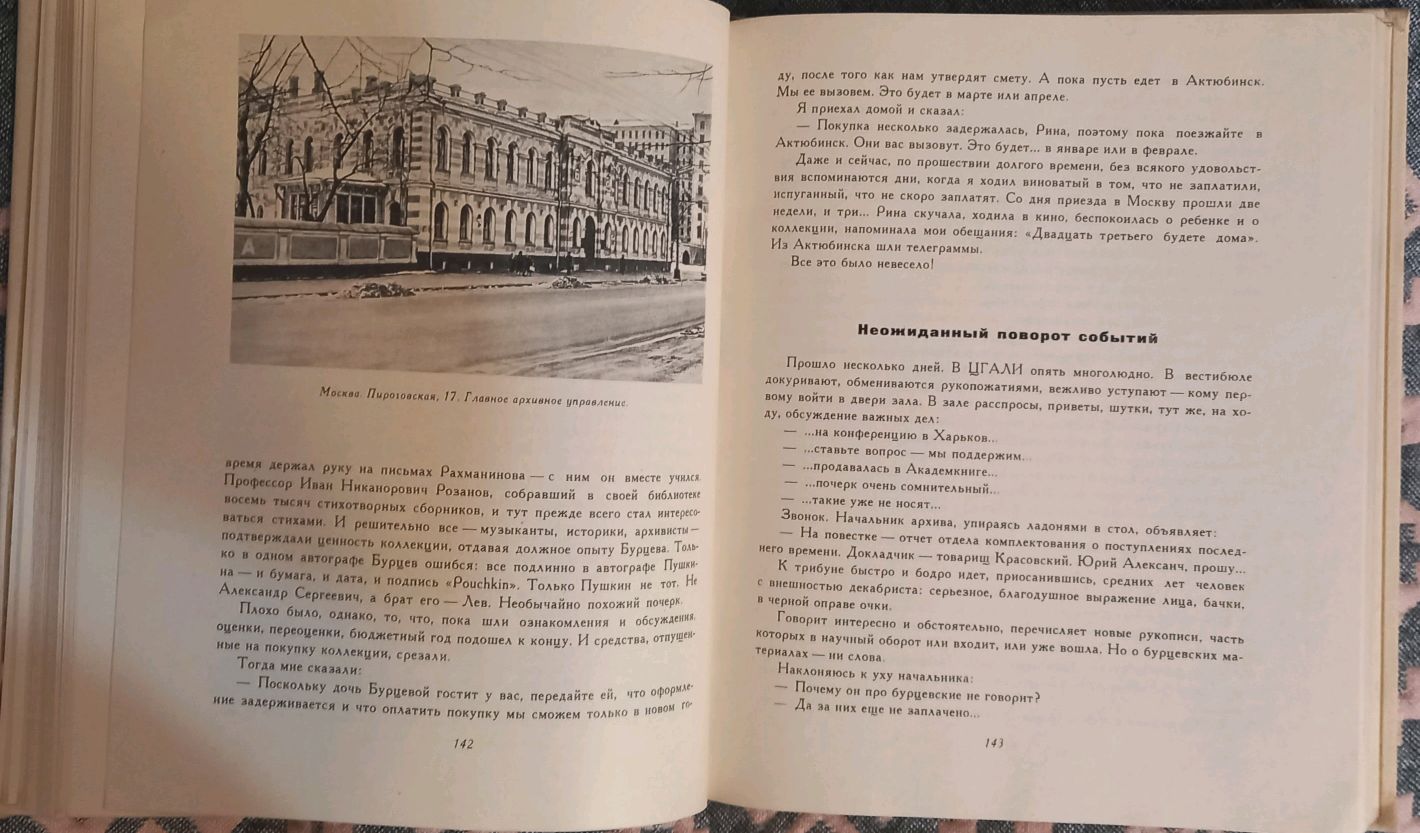 Москва. Пироговская, 17. Главное архивное управление.
время держал руку на письмах Рахманинова — с ним он вместе учился.
Профессор Иван Никанорович Розанов, собравший в своей библиотеке
восемь тысяч стихотворных сборников, и тут прежде всего стал интересо-
ваться стихами. И решительно все — музыканты, историки, архивисты —
подтверждали ценность коллекции, отдавая должное опыту Бурцева. Толь-
ко в одном автографе Бурцев ошибся: все подлинно в автографе Пушки-
на — и бумага, и дата, и подпись «Pouchkin». Только Пушкин не тот. Не
Александр Сергеевич, а брат его — Лев. Необычайно похожий почерк.
Плохо было, однако, то, что, пока шли ознакомления и обсуждения,
оценки, переоценки, бюджетный год подошел к концу. И средства, отпущен-
ные на покупку коллекции, срезали.
Тогда мне сказали:
— Поскольку дочь Бурцевой гостит у вас, передайте ей, что оформле-
ние задерживается и что оплатить покупку мы сможем только в новом го-
142
ду, после того как нам утвердят смету. А пока пусть едет в Актюбинск.
Мы ее вызовем. Это будет в марте или апреле.
Я приехал домой и сказал:
— Покупка несколько задержалась, Рина, поэтому пока поезжайте в
Актюбинск. Они вас вызовут. Это будет... в январе или в феврале.
Даже и сейчас, по прошествии долгого времени, без всякого удовольст-
вия вспоминаются дни, когда я ходил виноватый в том, что не заплатили,
испуганный, что не скоро заплатят. Со дня приезда в Москву прошли две
недели, и три... Рина скучала, ходила в кино, беспокоилась о ребенке и о
коллекции, напоминала мои обещания: «Двадцать третьего будете дома».
Из Актюбинска шли телеграммы.
Все это было невесело!
Неожиданный поворот событий
Прошло несколько дней. В ЦГАЛИ опять многолюдно. В вестибюле
докуривают, обмениваются рукопожатиями, вежливо уступают — кому пер-
вому войти в двери зала. В зале расспросы, приветы, шутки, тут же, на хо-
ду, обсуждение важных дел:
— ...на конференцию в Харьков...
— ...ставьте вопрос — мы поддержим...
— ...продавалась в Академкниге...
— ...почерк очень сомнительный...
— ...такие уже не носят...
Звонок. Начальник архива, упираясь ладонями в стол, объявляет:
— На повестке — отчет отдела комплектования о поступлениях послед-
него времени. Докладчик — товарищ Красовский. Юрий Алексанч, прошу...
К трибуне быстро и бодро идет, приосанившись, средних лет человек
с внешностью декабриста: серьезное, благодушное выражение лица, бачки,
в черной оправе очки.
Говорит интересно и обстоятельно, перечисляет новые рукописи, часть
которых в научный оборот или входит, или уже вошла. Но о бурцевских ма-
териалах — ни слова.
Наклоняюсь к уху начальника:
— Почему он про бурцевские не говорит?
— Да за них еще не заплачено...
143